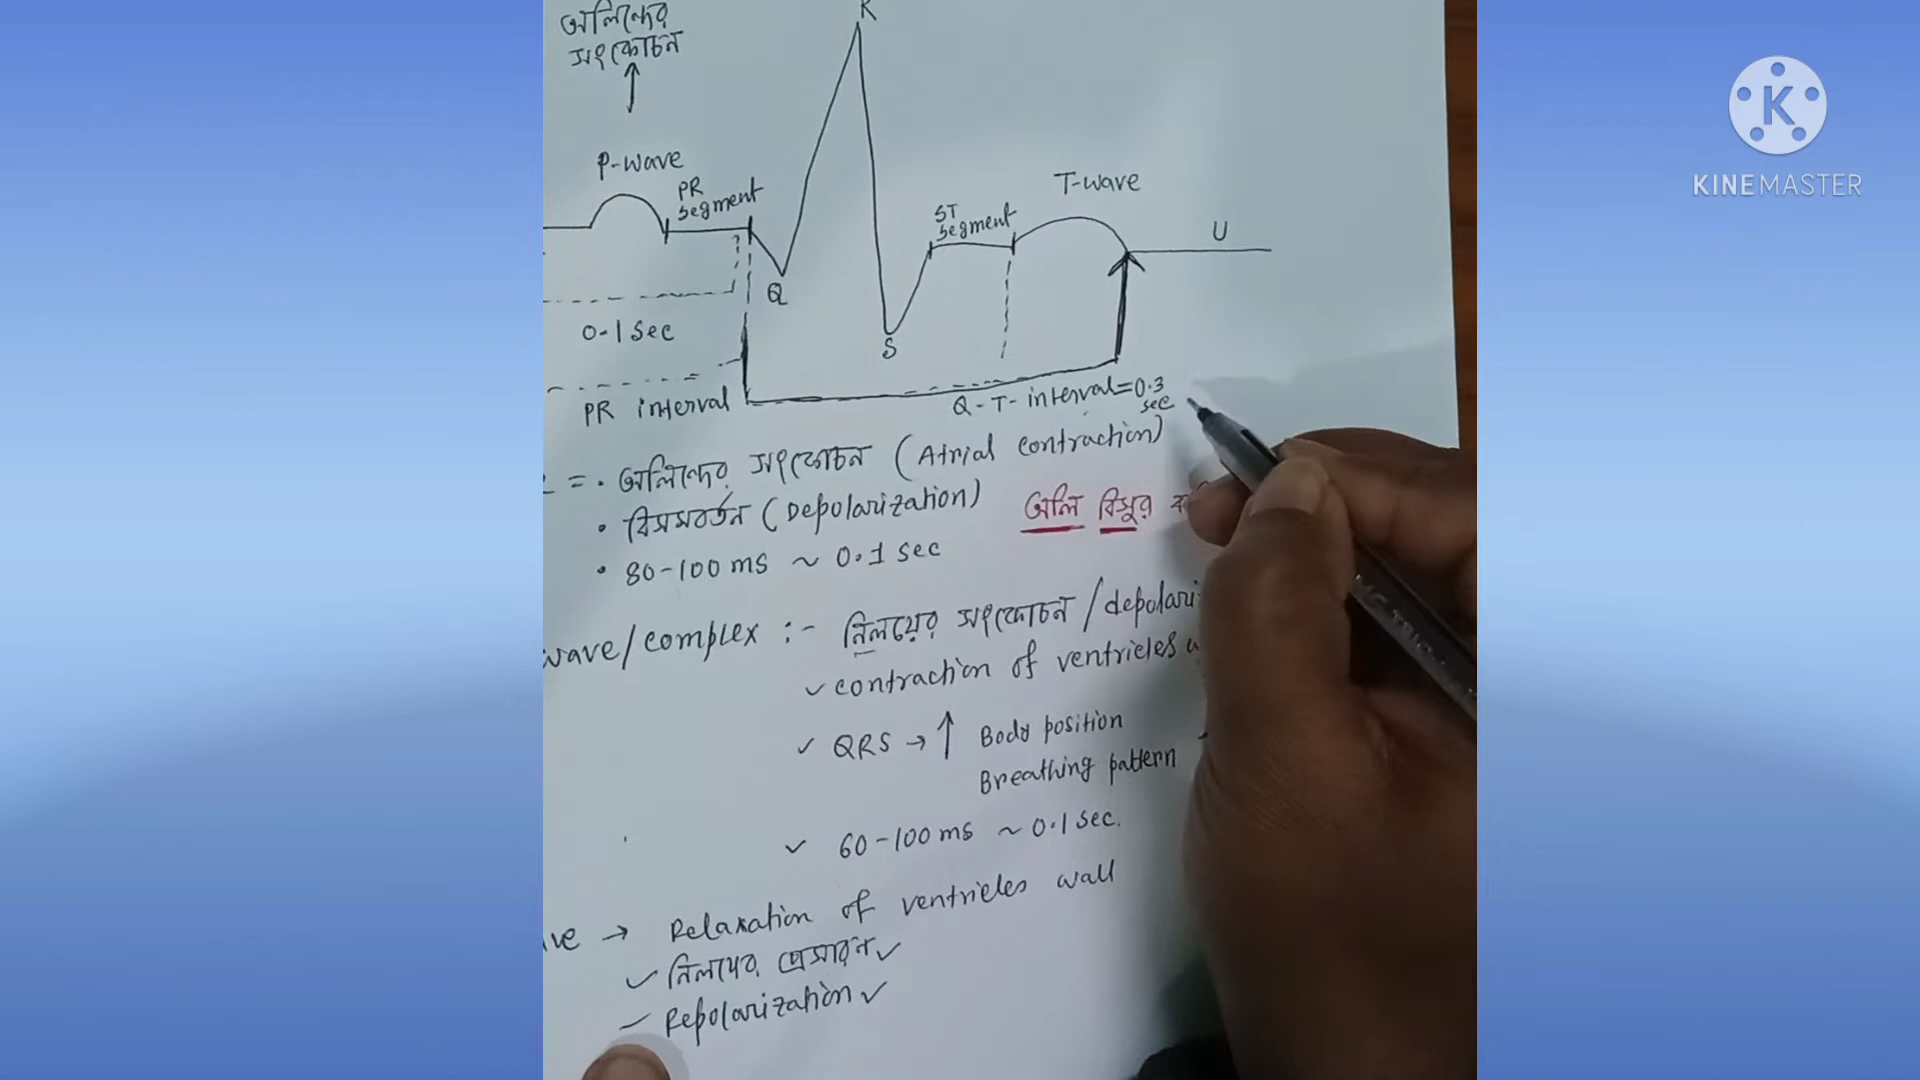 অলিন্দের
সংকোচন
R
P-wave
PR
segment
T-wave
ST
segment
U
Q
0.1 sec
S
PR interval
Q-T-interval=0.3
sec
= • অলিন্দের সংকোচন (Atrial contraction)
• বিসমবর্তন (Depolarization)
অলি বিসুর
• 80-100 ms ~ 0.1 sec
wave/complex :- নিলয়ের সংকোচন / depolari
✓ contraction of ventricles w
✓ QRS → ↑ Body position
Breathing pattern
✓ 60-100 ms ~ 0.1 sec.
ve → Relaxation of ventricles wall
✓ নিলয়ের প্রসারণ ✓
✓ Repolarization ✓
K
KINEMASTER